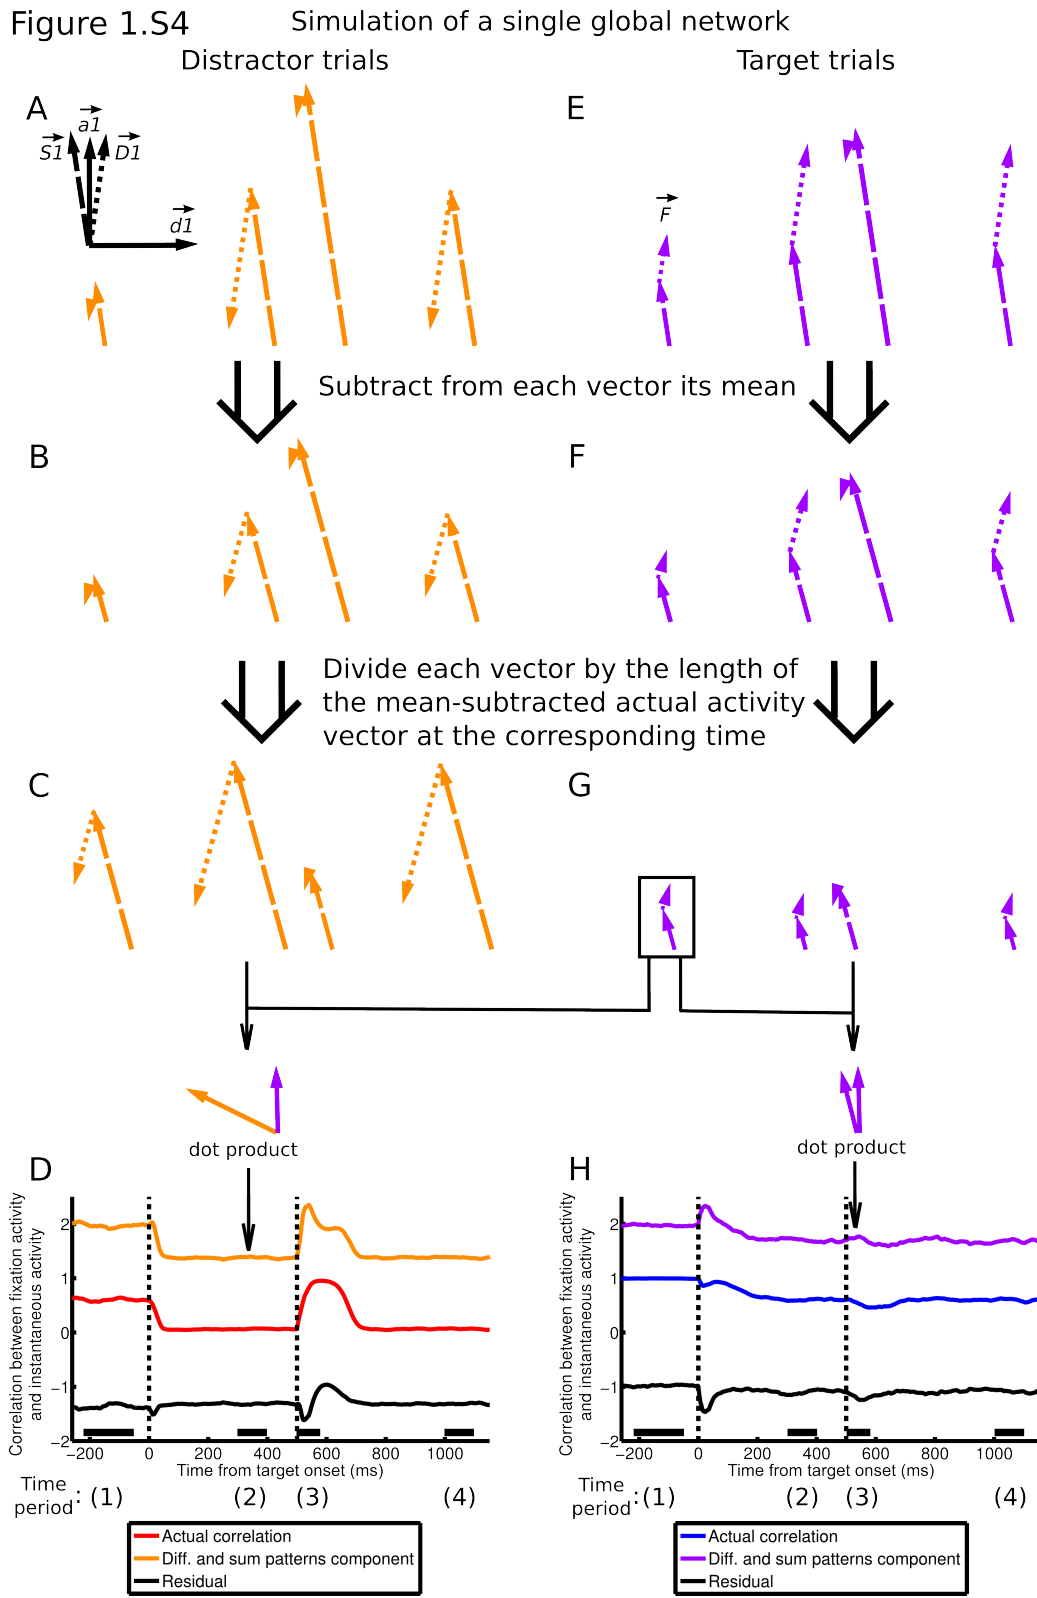 Figure 1.S4
Simulation of a single global network
Distractor trials
Target trials
A
S1
a1
D1
d1
E
F
Subtract from each vector its mean
B
F
Divide each vector by the length of
the mean-subtracted actual activity
vector at the corresponding time
C
G
dot product
dot product
D
Correlation between fixation activity
and instantaneous activity
2
1
0
−1
−2
−200
0
200
400
600
800
1000
Time from target onset (ms)
Time
period
: (1)
(2)
(3)
(4)
Actual correlation
Diff. and sum patterns component
Residual
H
Correlation between fixation activity
and instantaneous activity
2
1
0
−1
−2
−200
0
200
400
600
800
1000
Time from target onset (ms)
Time
period
: (1)
(2)
(3)
(4)
Actual correlation
Diff. and sum patterns component
Residual